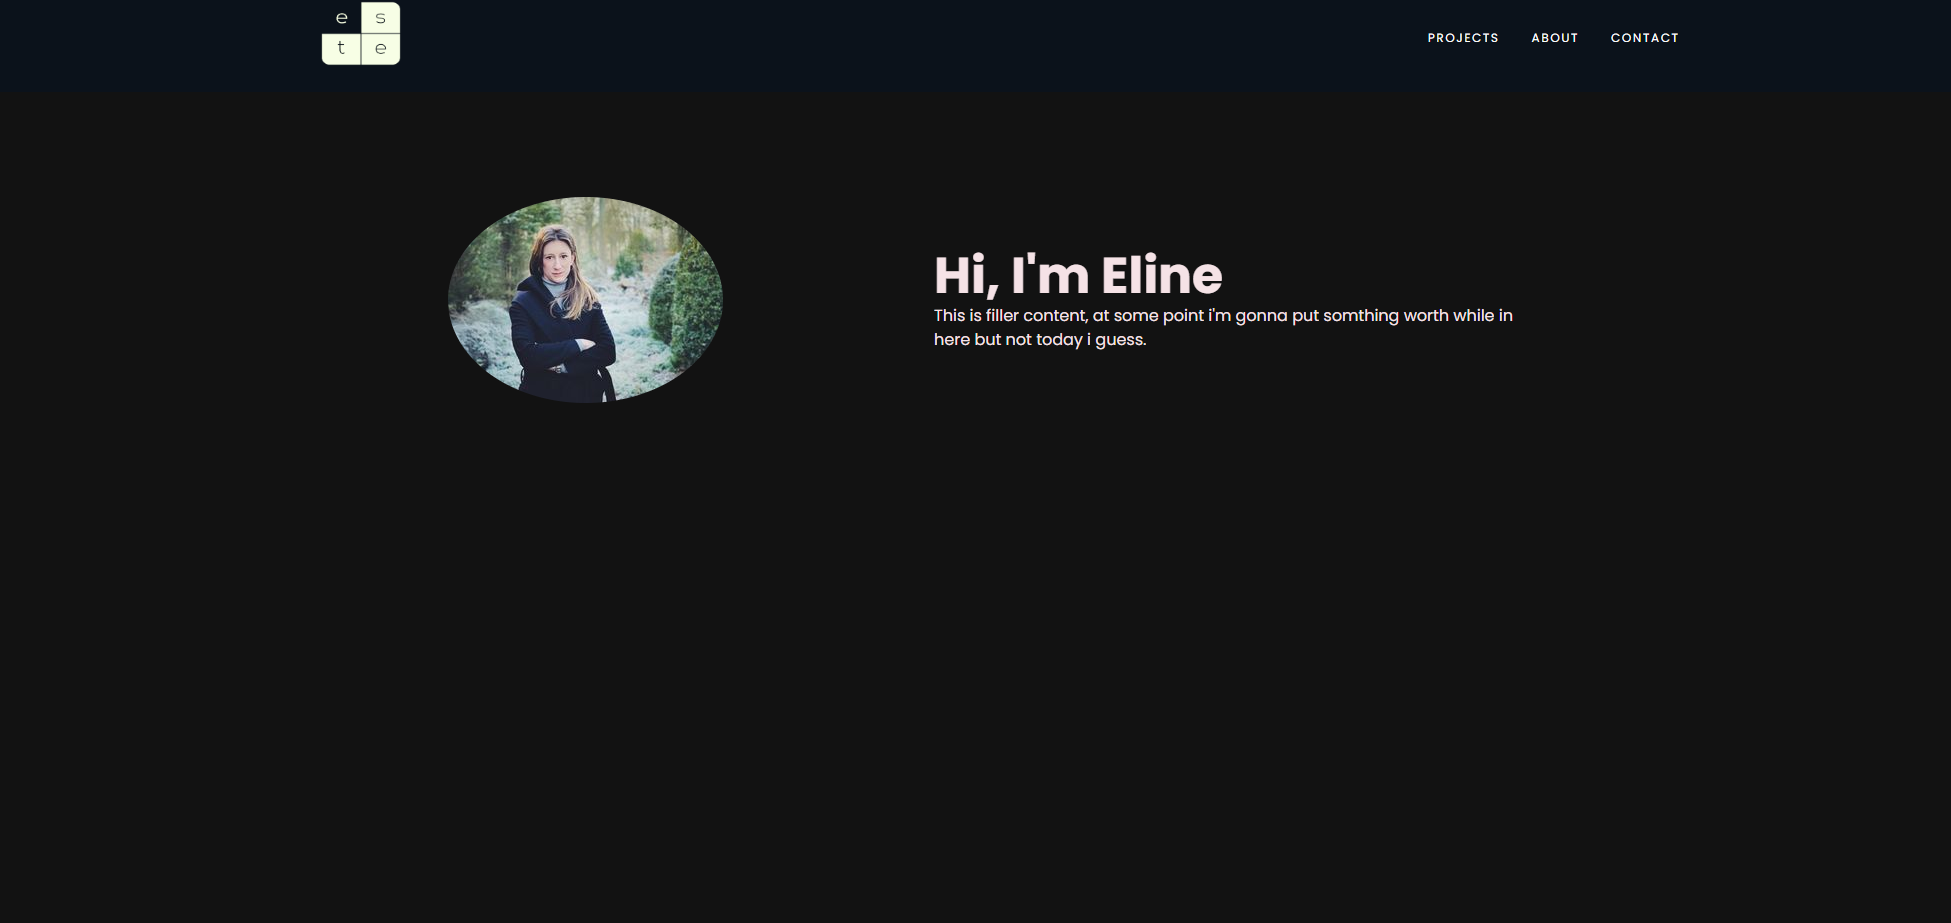 e s
t e
PROJECTS ABOUT CONTACT
Hi, I'm Eline
This is filler content, at some point i'm gonna put somthing worth while in
here but not today i guess.